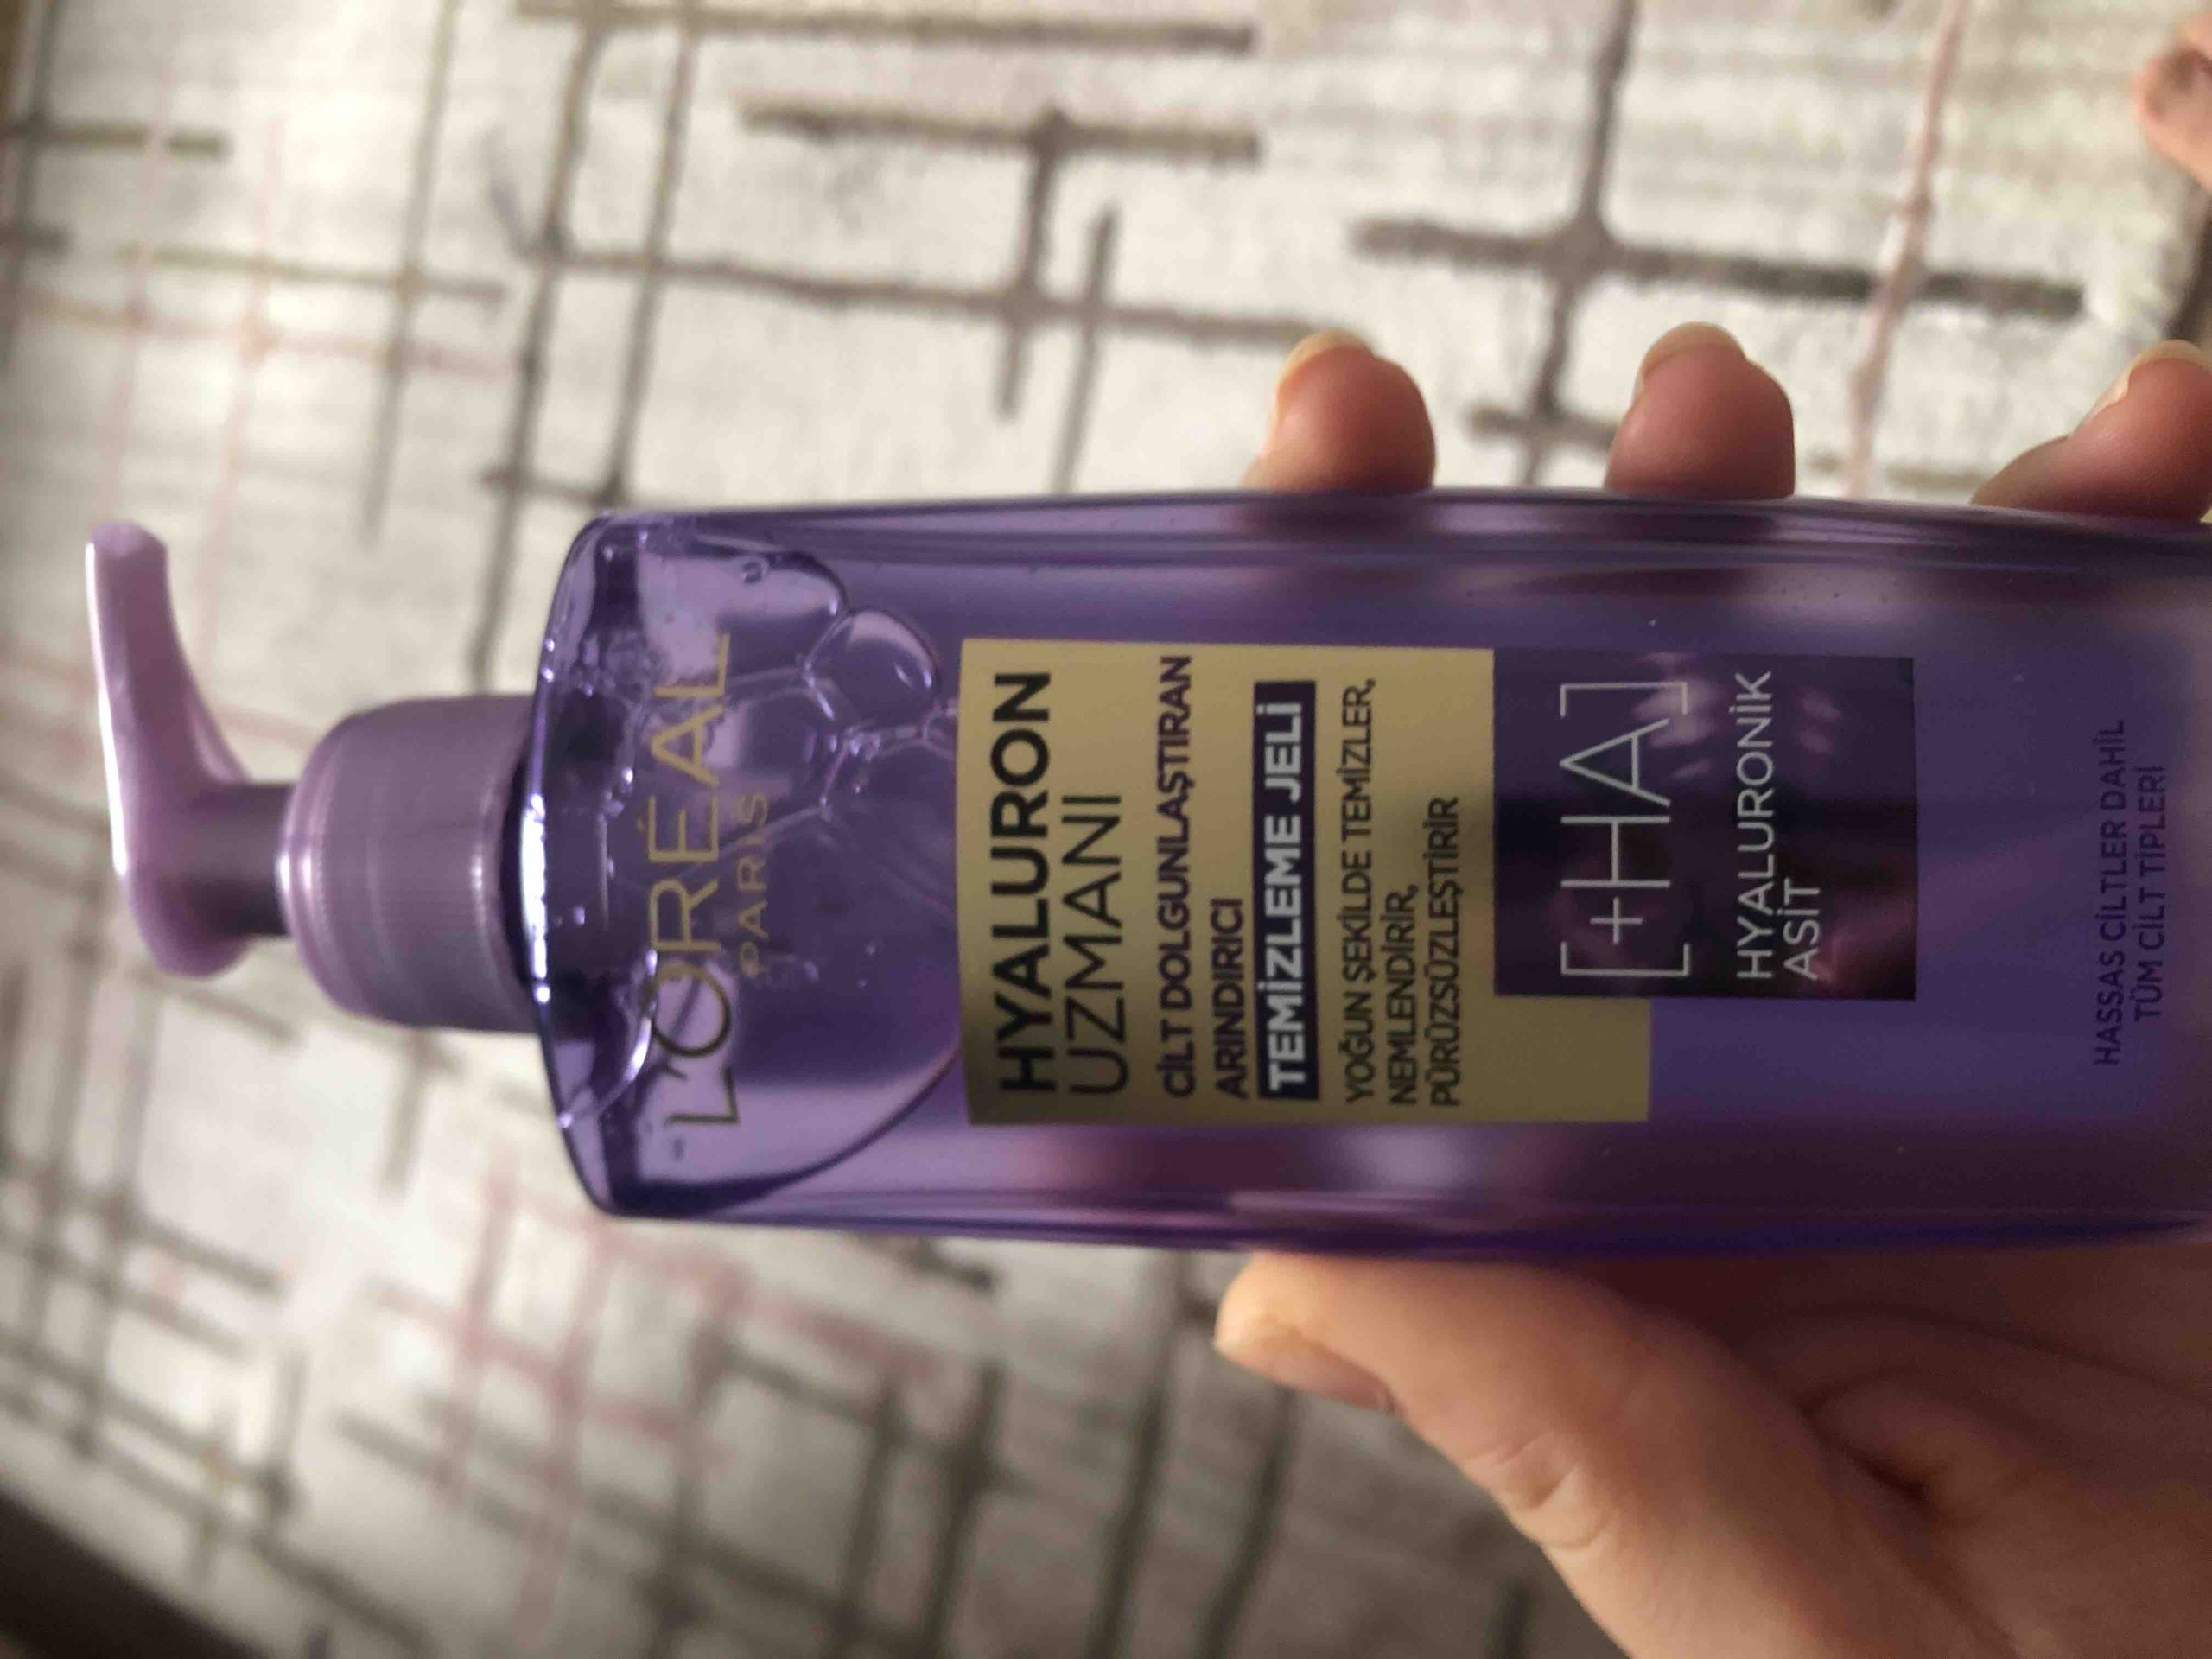 L'ORÉAL
PARIS
HYALURON
UZMANI
CİLT DOLGUNLAŞTIRAN
ARINDIRICI
TEMİZLEME JELİ
YOĞUN ŞEKİLDE TEMİZLER,
NEMLENDİRİR,
PÜRÜZSÜZLEŞTİRİR
[+HA]
HYALURONİK
ASİT
HASSAS CİLTLER DAHİL
TÜM CİLT TİPLERİ